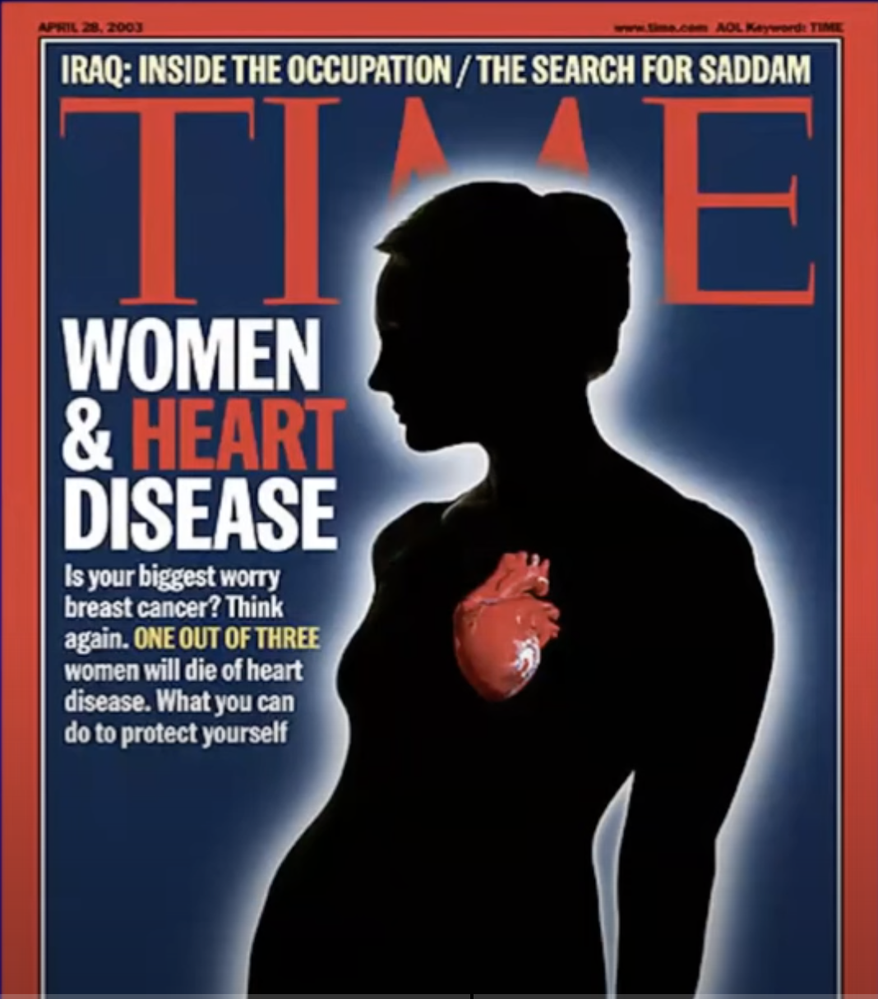 APRIL 28, 2003
www.time.com AOL Keyword: TIME
IRAQ: INSIDE THE OCCUPATION / THE SEARCH FOR SADDAM
TIME
WOMEN
& HEART
DISEASE
Is your biggest worry
breast cancer? Think
again. ONE OUT OF THREE
women will die of heart
disease. What you can
do to protect yourself